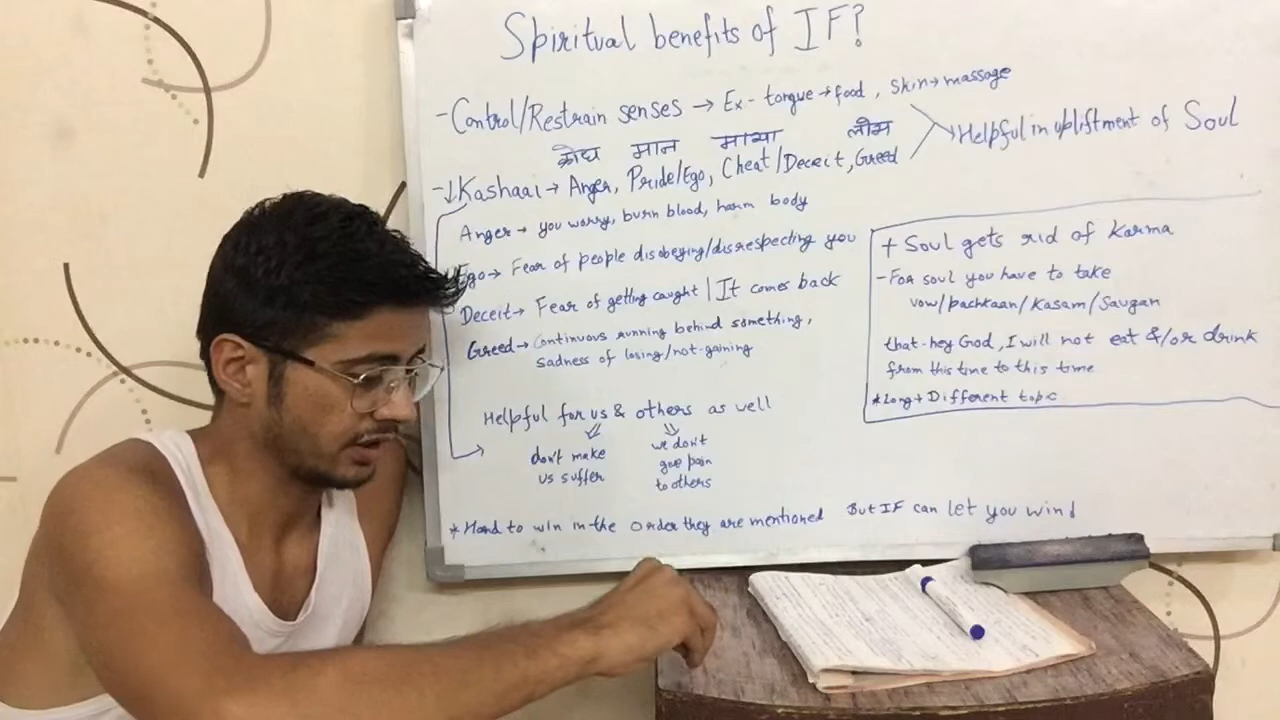 Spiritual benefits of IF?
-Control/Restrain senses → Ex- tongue → food, Skin → massage
→ Helpful in upliftment of Soul
क्रोध मान माया लोभ
-↓Kashaai → Anger, Pride/Ego, Cheat/Deceit, Greed
Anger → you worry, burn blood, harm body
Ego → Fear of people disobeying/disrespecting you
Deceit → Fear of getting caught | It comes back
Greed → Continuous running behind something,
sadness of losing/not-gaining
Helpful for us & others as well
don't make
us suffer
we don't
give pain
to others
+ Soul gets rid of Karma
- For soul you have to take
vow/pachkaan/Kasam/Saugan
that-hey God, I will not eat &/or drink
from this time to this time
*Long + Different topic
* Hard to win in the order they are mentioned But IF can let you win!